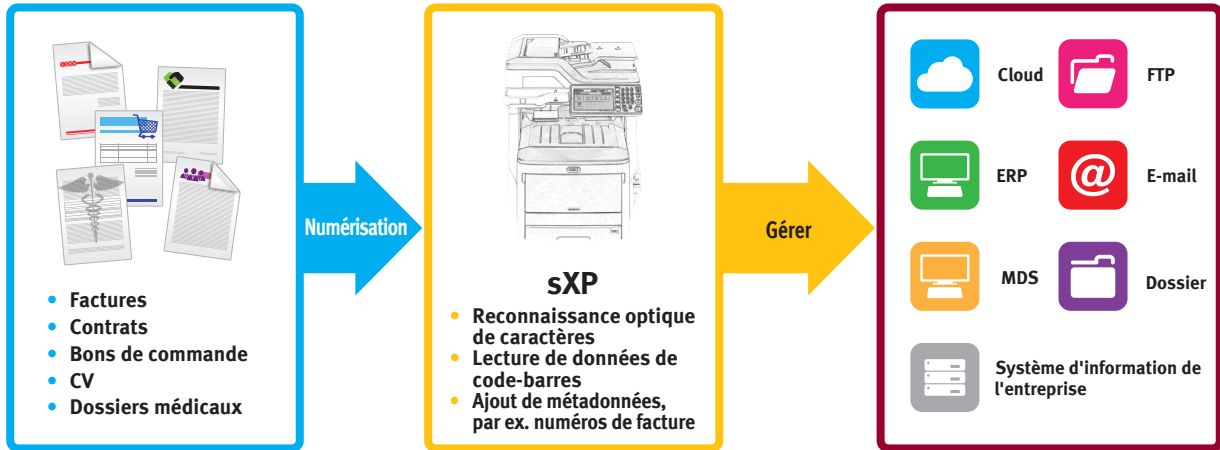 Factures
Contrats
Bons de commande
CV
Dossiers médicaux
Numérisation
OKI
sXP
Reconnaissance optique
de caractères
Lecture de données de
code-barres
Ajout de métadonnées,
par ex. numéros de facture
Gérer
Cloud
FTP
ERP
@
E-mail
MDS
Dossier
Système d'information de
l'entreprise